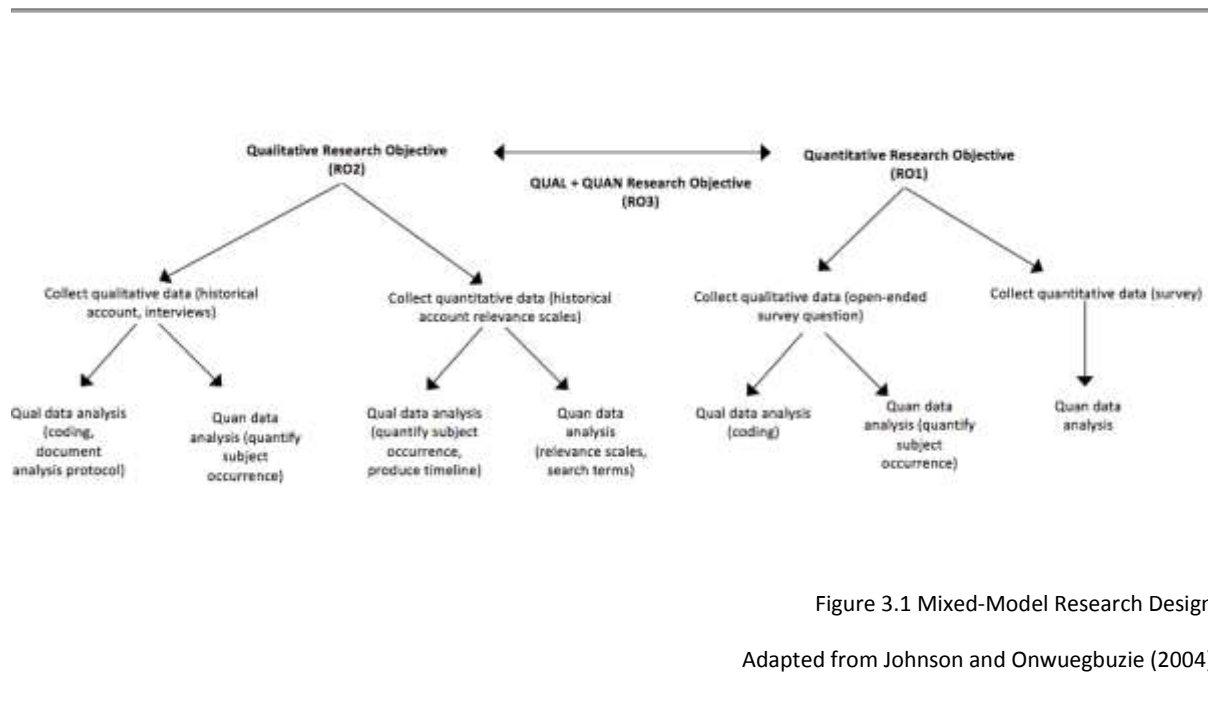 Qualitative Research Objective
(RO2)
Quantitative Research Objective
(RO1)
QUAL + QUAN Research Objective
(RO3)
Collect qualitative data (historical
account, interviews)
Collect quantitative data (historical
account relevance scales)
Collect qualitative data (open-ended
survey question)
Collect quantitative data (survey)
Qual data analysis
(coding,
document
analysis protocol)
Quan data
analysis (quantify
subject
occurrence)
Qual data analysis
(quantify subject
occurrence,
produce timeline)
Quan data
analysis
(relevance scales,
search terms)
Qual data analysis
(coding)
Quan data
analysis (quantify
subject
occurrence)
Quan data
analysis
Figure 3.1 Mixed-Model Research Design
Adapted from Johnson and Onwuegbuzie (2004)